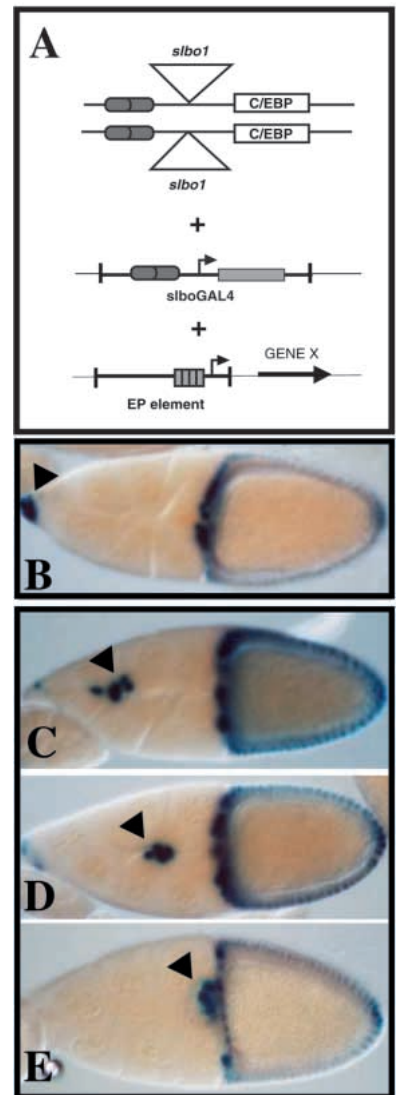 A
slbo1
C/EBP
C/EBP
slbo1
+
slboGAL4
+
GENE X
EP element
B
C
D
E